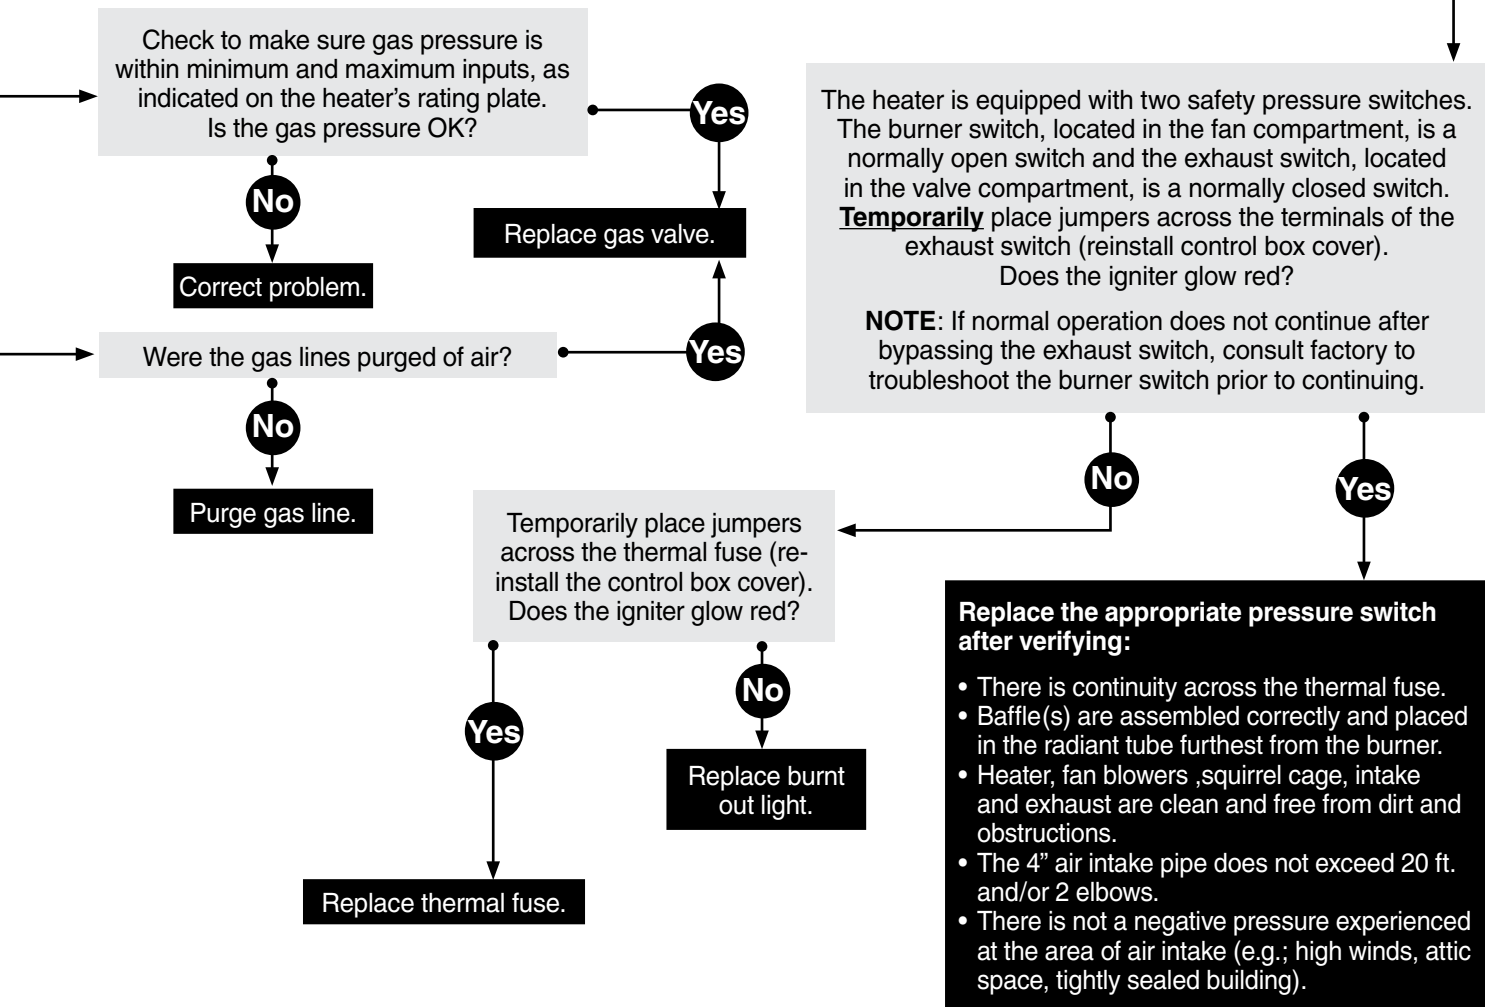 Check to make sure gas pressure is
within minimum and maximum inputs, as
indicated on the heater's rating plate.
Is the gas pressure OK?
Yes
No
Replace gas valve.
Correct problem.
Were the gas lines purged of air?
Yes
No
Purge gas line.
The heater is equipped with two safety pressure switches.
The burner switch, located in the fan compartment, is a
normally open switch and the exhaust switch, located
in the valve compartment, is a normally closed switch.
Temporarily place jumpers across the terminals of the
exhaust switch (reinstall control box cover).
Does the igniter glow red?
NOTE: If normal operation does not continue after
bypassing the exhaust switch, consult factory to
troubleshoot the burner switch prior to continuing.
No
Yes
Temporarily place jumpers
across the thermal fuse (re-
install the control box cover).
Does the igniter glow red?
Yes
No
Replace burnt
out light.
Replace thermal fuse.
Replace the appropriate pressure switch
after verifying:
• There is continuity across the thermal fuse.
• Baffle(s) are assembled correctly and placed
in the radiant tube furthest from the burner.
• Heater, fan blowers ,squirrel cage, intake
and exhaust are clean and free from dirt and
obstructions.
• The 4” air intake pipe does not exceed 20 ft.
and/or 2 elbows.
• There is not a negative pressure experienced
at the area of air intake (e.g.; high winds, attic
space, tightly sealed building).